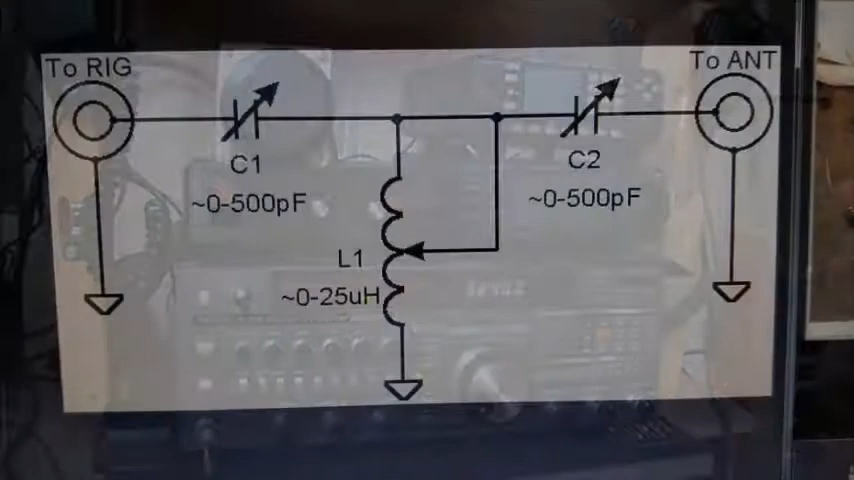 To RIG
To ANT
C1
~0-500pF
C2
~0-500pF
L1
~0-25uH